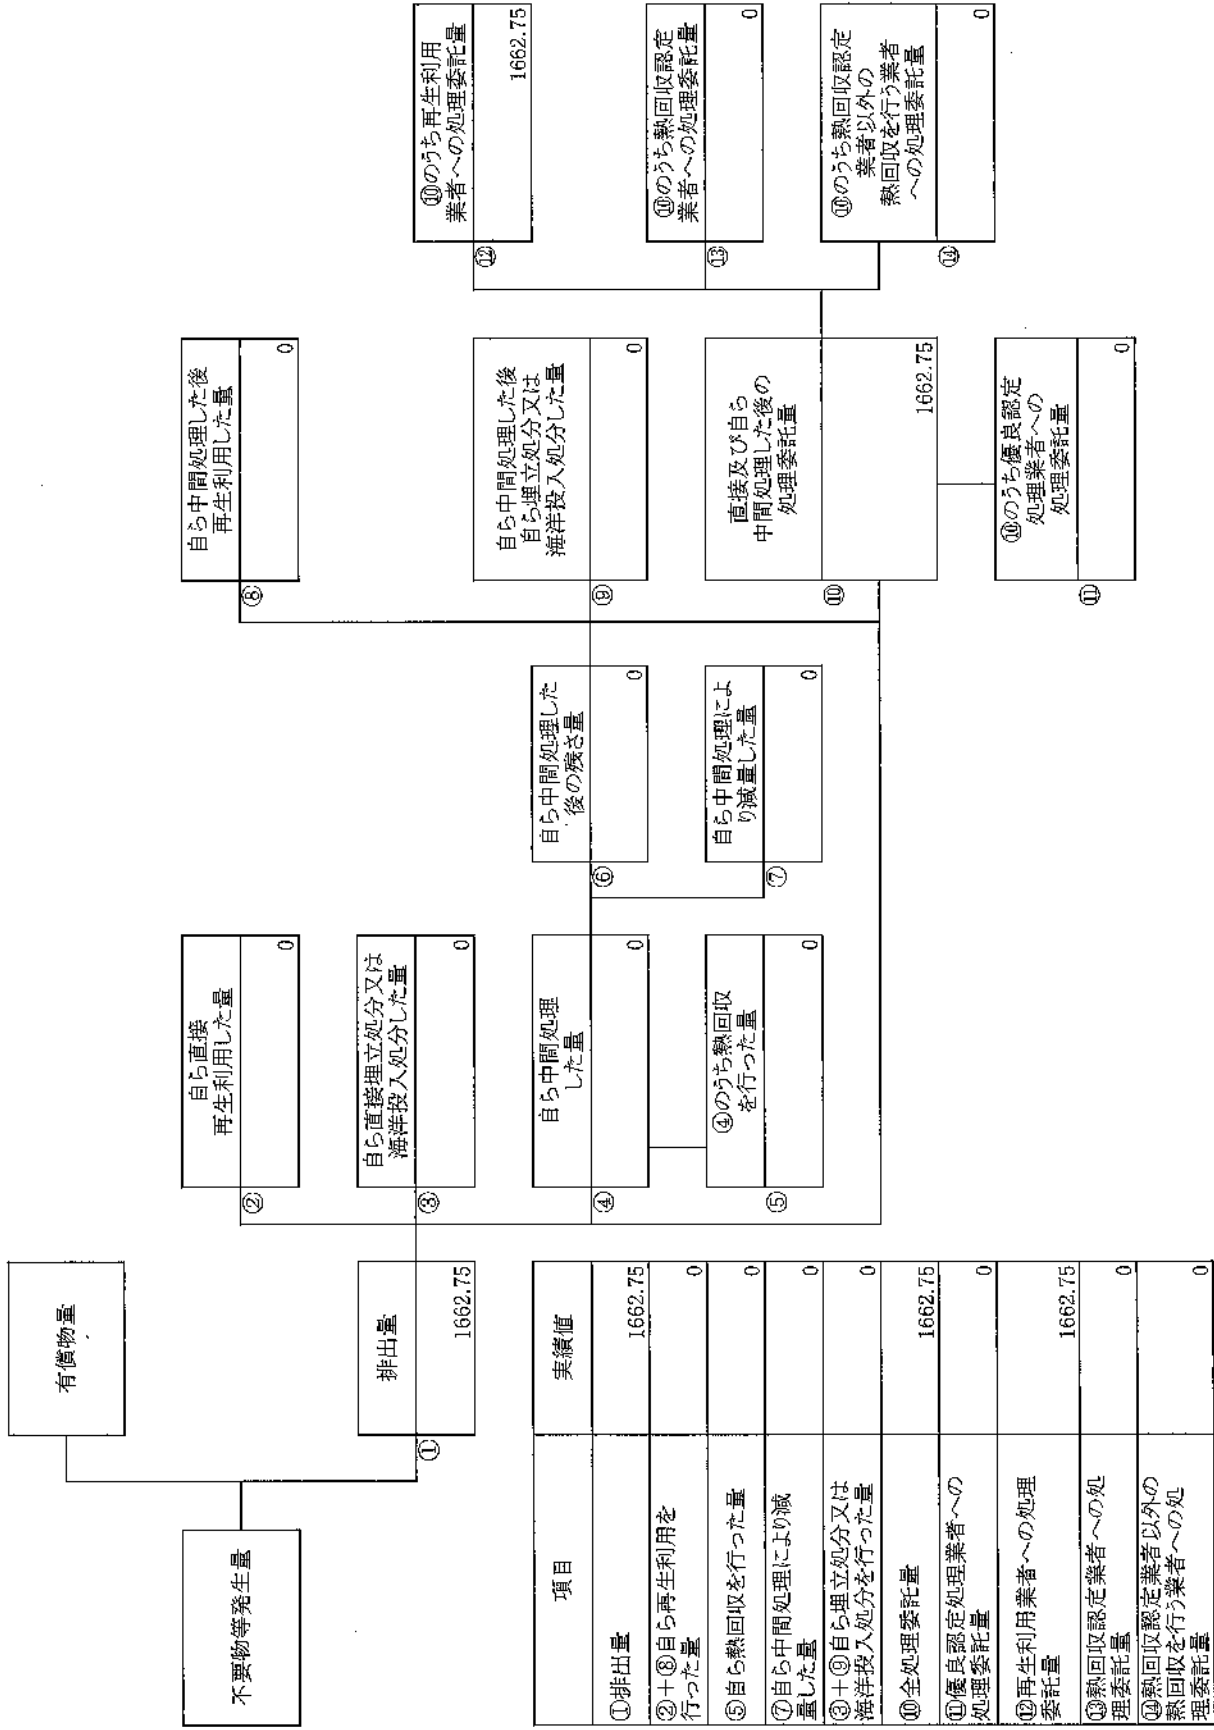 有償物量
不要物等発生量
①
排出量
1662.75
②
自ら直接
再生利用した量
0
③
自ら直接埋立処分又は
海洋投入処分した量
0
④
自ら中間処理
した量
0
⑤
④のうち熱回収
を行った量
0
⑥
自ら中間処理した
後の残さ量
0
⑦
自ら中間処理によ
り減量した量
0
⑧
自ら中間処理した後
再生利用した量
0
⑨
自ら中間処理した後
自ら埋立処分又は
海洋投入処分した量
0
⑩
直接及び自ら
中間処理した後の
処理委託量
1662.75
⑪
⑩のうち優良認定
処理業者への
処理委託量
0
⑫
⑩のうち再生利用
業者への処理委託量
1662.75
⑬
⑩のうち熱回収認定
業者への処理委託量
0
⑭
⑩のうち熱回収認定
業者以外の
熱回収を行う業者
への処理委託量
0
項目 実績値
①排出量 1662.75
②+⑧自ら再生利用を
行った量 0
⑤自ら熱回収を行った量 0
⑦自ら中間処理により減
量した量 0
③+⑨自ら埋立処分又は
海洋投入処分を行った量 0
⑩全処理委託量 1662.75
⑪優良認定処理業者への
処理委託量 0
⑫再生利用業者への処理
委託量 1662.75
⑬熱回収認定業者への処
理委託量 0
⑭熱回収認定業者以外の
熱回収を行う業者への処
理委託量 0